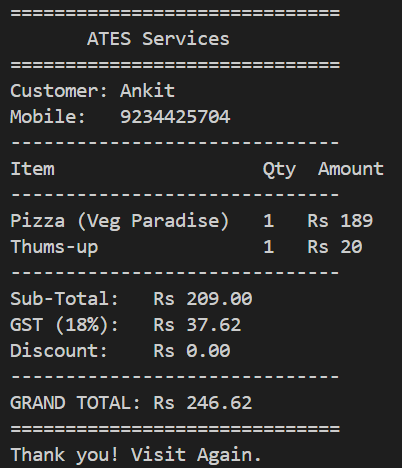 ==============================
       ATES Services
==============================
Customer: Ankit
Mobile:   9234425704
------------------------------
Item                   Qty  Amount
------------------------------
Pizza (Veg Paradise)   1   Rs 189
Thums-up               1   Rs 20
------------------------------
Sub-Total:   Rs 209.00
GST (18%):   Rs 37.62
Discount:    Rs 0.00
------------------------------
GRAND TOTAL: Rs 246.62
==============================
Thank you! Visit Again.